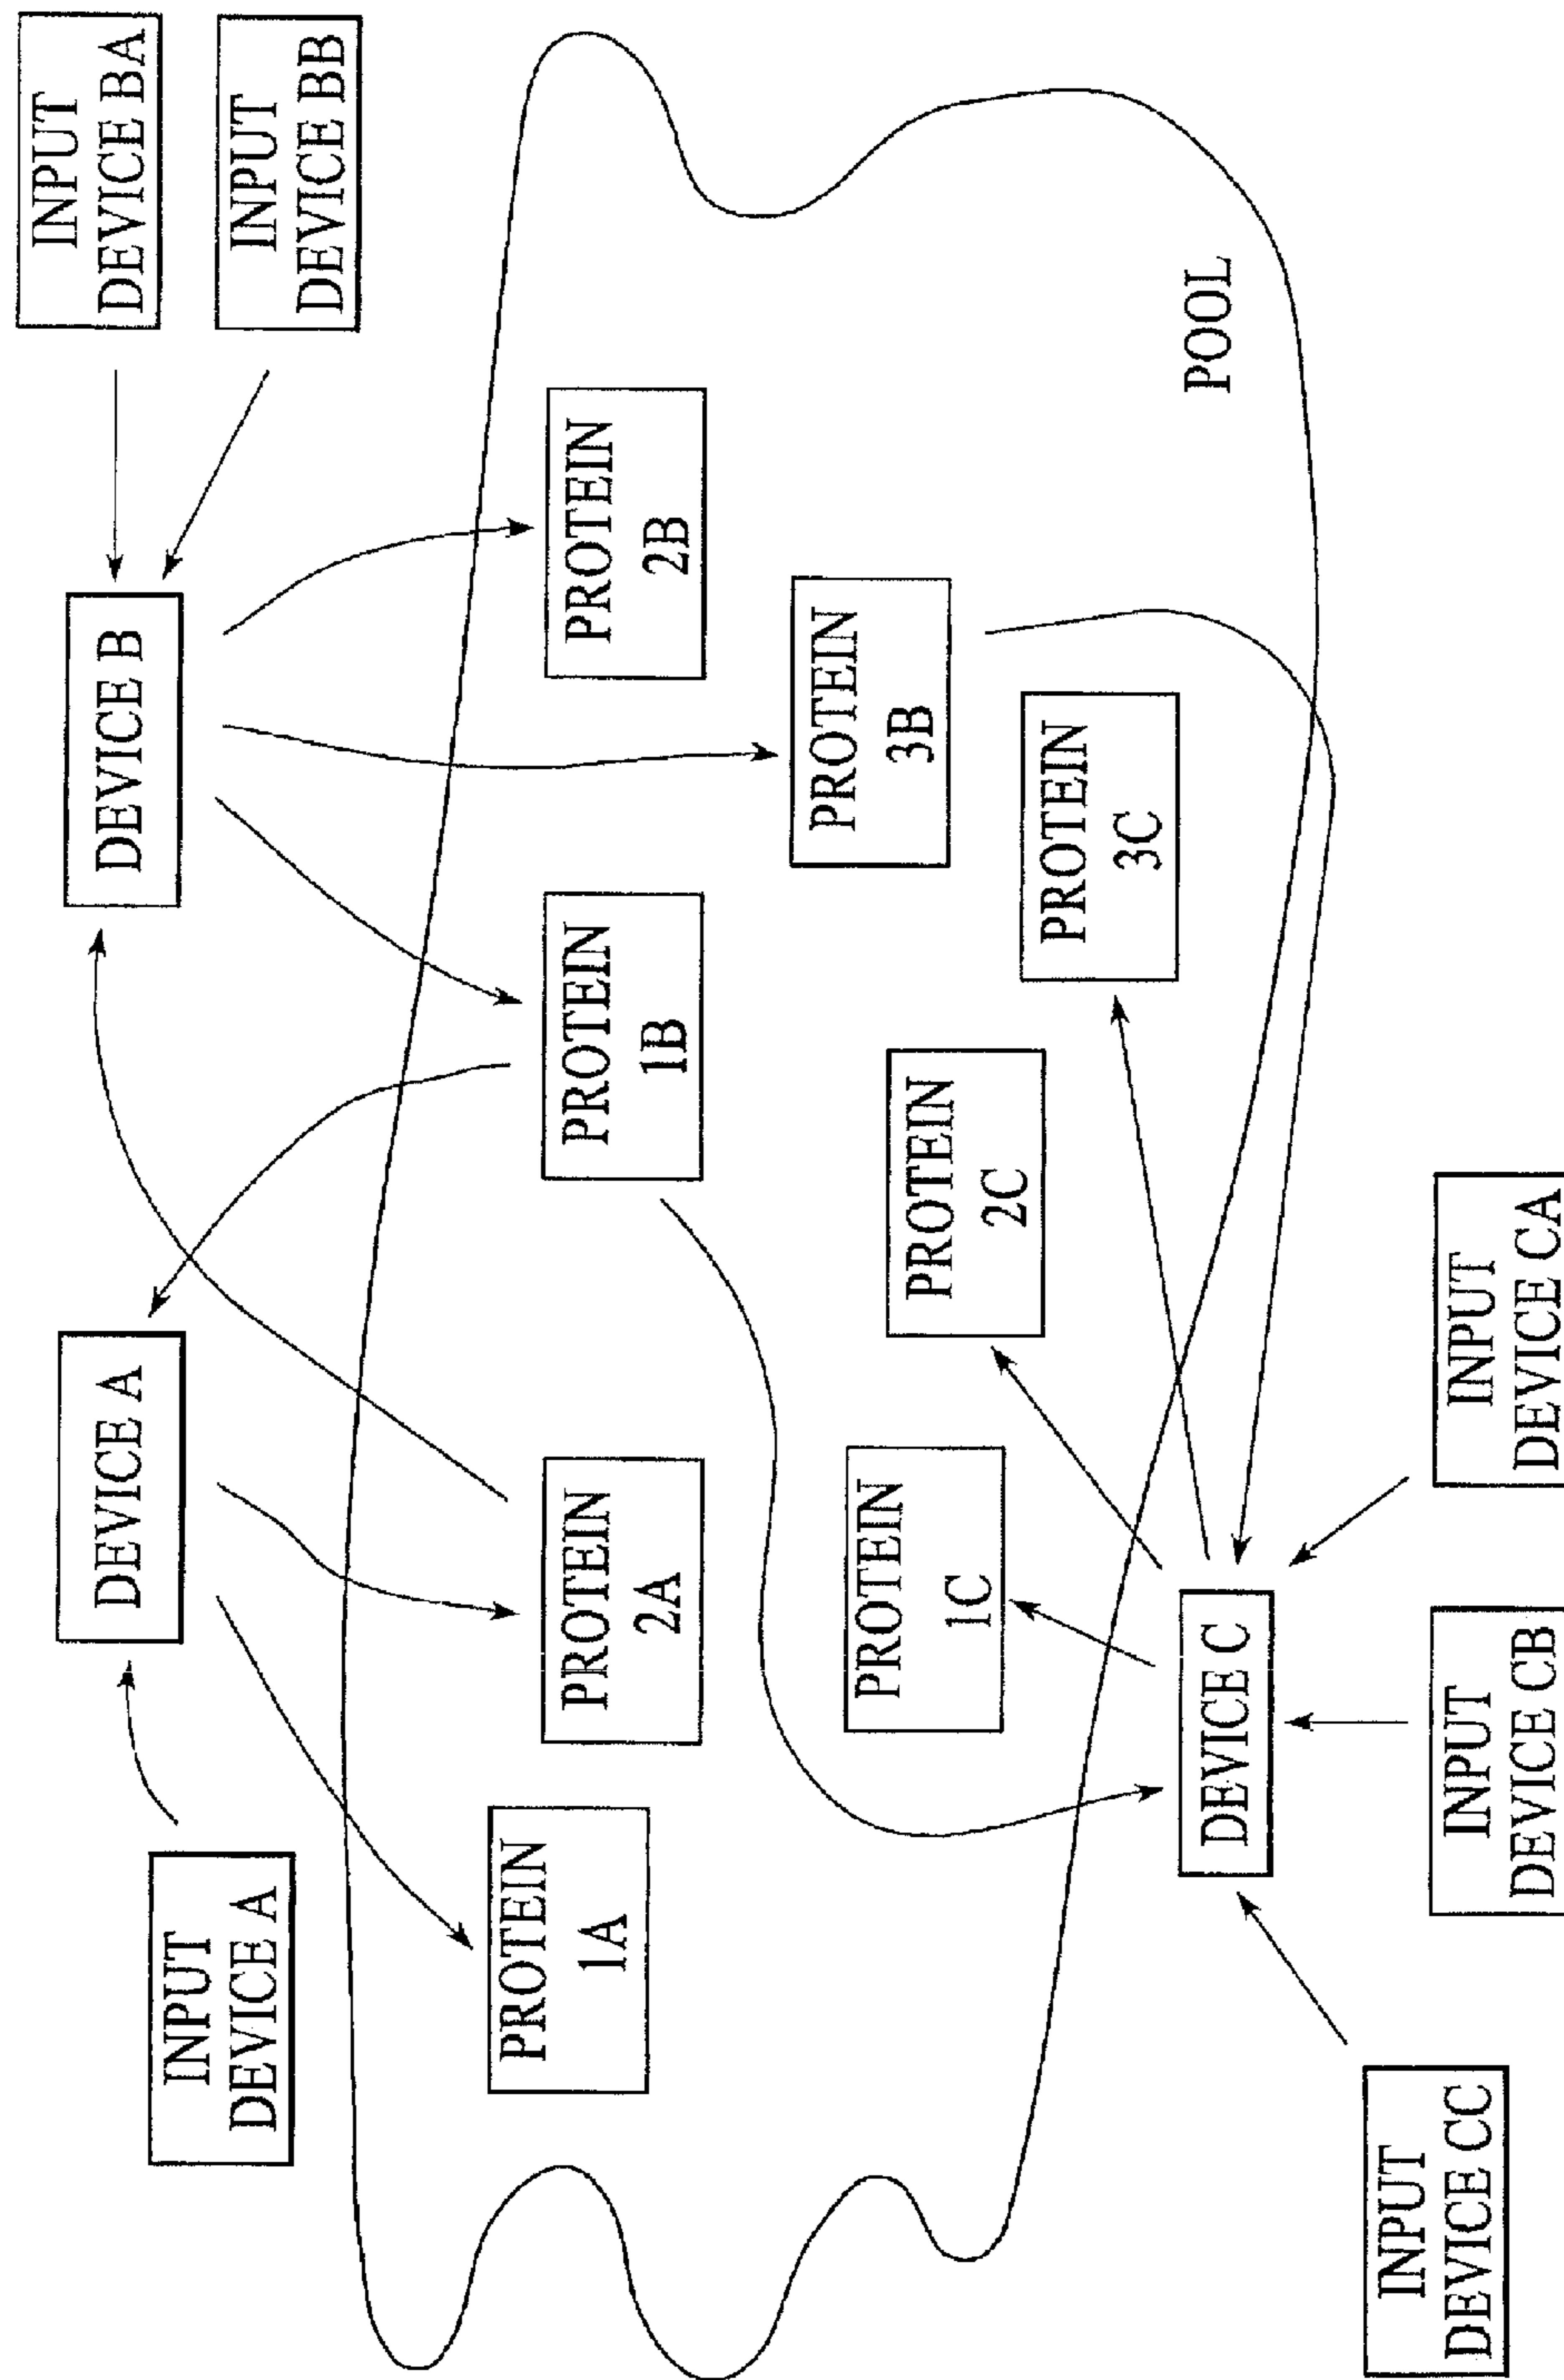 INPUT
DEVICE A
DEVICE A
DEVICE B
INPUT
DEVICE BA
INPUT
DEVICE BB
PROTEIN
1A
PROTEIN
2A
PROTEIN
1B
PROTEIN
2B
PROTEIN
3B
PROTEIN
1C
PROTEIN
2C
PROTEIN
3C
POOL
DEVICE C
INPUT
DEVICE CC
INPUT
DEVICE CB
INPUT
DEVICE CA